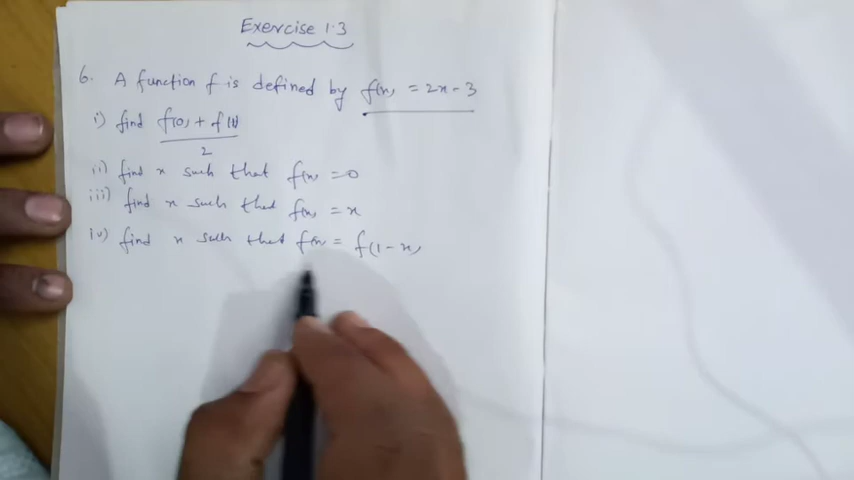 Exercise 1.3
6. A function f is defined by f(x) = 2x - 3
i) find f(0) + f(1)
2
ii) find x such that f(x) = 0
iii) find x such that f(x) = x
iv) find x such that f(x) = f(1 - x)